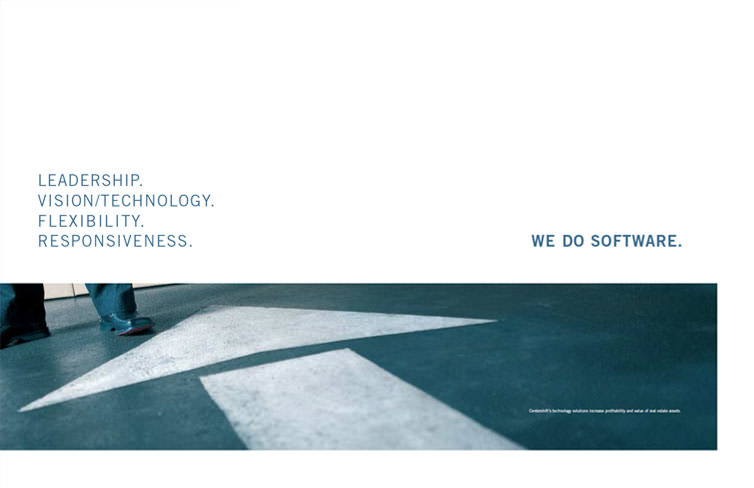 LEADERSHIP.
VISION/TECHNOLOGY.
FLEXIBILITY.
RESPONSIVENESS.
WE DO SOFTWARE.
Centershift's technology solutions increase profitability and value of real estate assets.